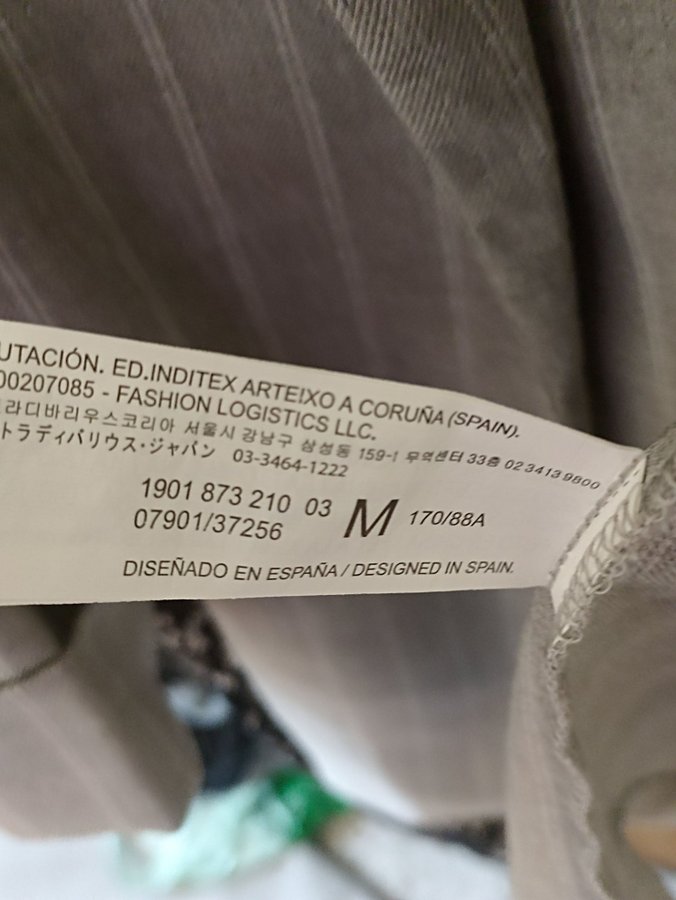 UTACIÓN. ED.INDITEX ARTEIXO A CORUÑA (SPAIN).
00207085 - FASHION LOGISTICS LLC.
라디바리우스코리아 서울시 강남구 삼성동 159-1 무역센터 33층 02 3413 9800
トラディバリウス・ジャパン 03-3464-1222
1901 873 210 03
07901/37256
M 170/88A
DISEÑADO EN ESPAÑA / DESIGNED IN SPAIN.